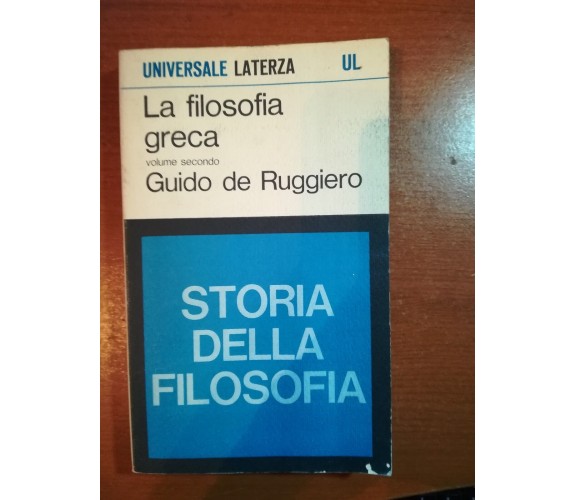 UNIVERSALE LATERZA UL
La filosofia
greca
volume secondo
Guido de Ruggiero
STORIA
DELLA
FILOSOFIA